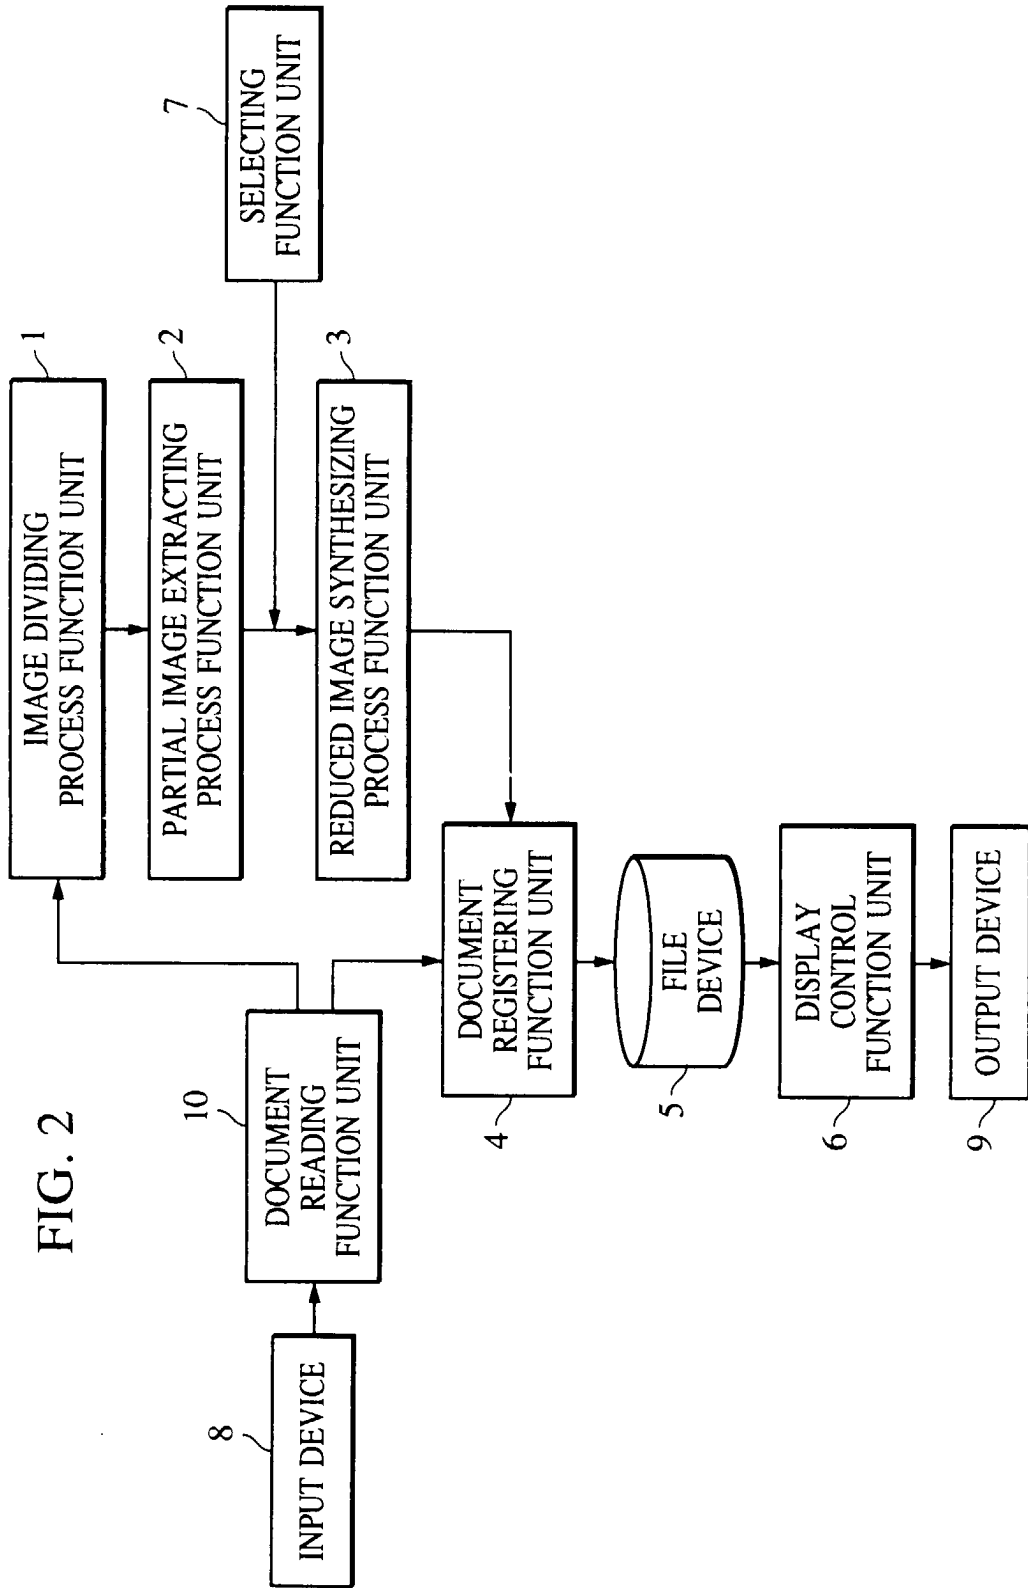 FIG. 2
8
INPUT DEVICE
10
DOCUMENT
READING
FUNCTION UNIT
1
IMAGE DIVIDING
PROCESS FUNCTION UNIT
2
PARTIAL IMAGE EXTRACTING
PROCESS FUNCTION UNIT
7
SELECTING
FUNCTION UNIT
3
REDUCED IMAGE SYNTHESIZING
PROCESS FUNCTION UNIT
4
DOCUMENT
REGISTERING
FUNCTION UNIT
5
FILE
DEVICE
6
DISPLAY
CONTROL
FUNCTION UNIT
9
OUTPUT DEVICE